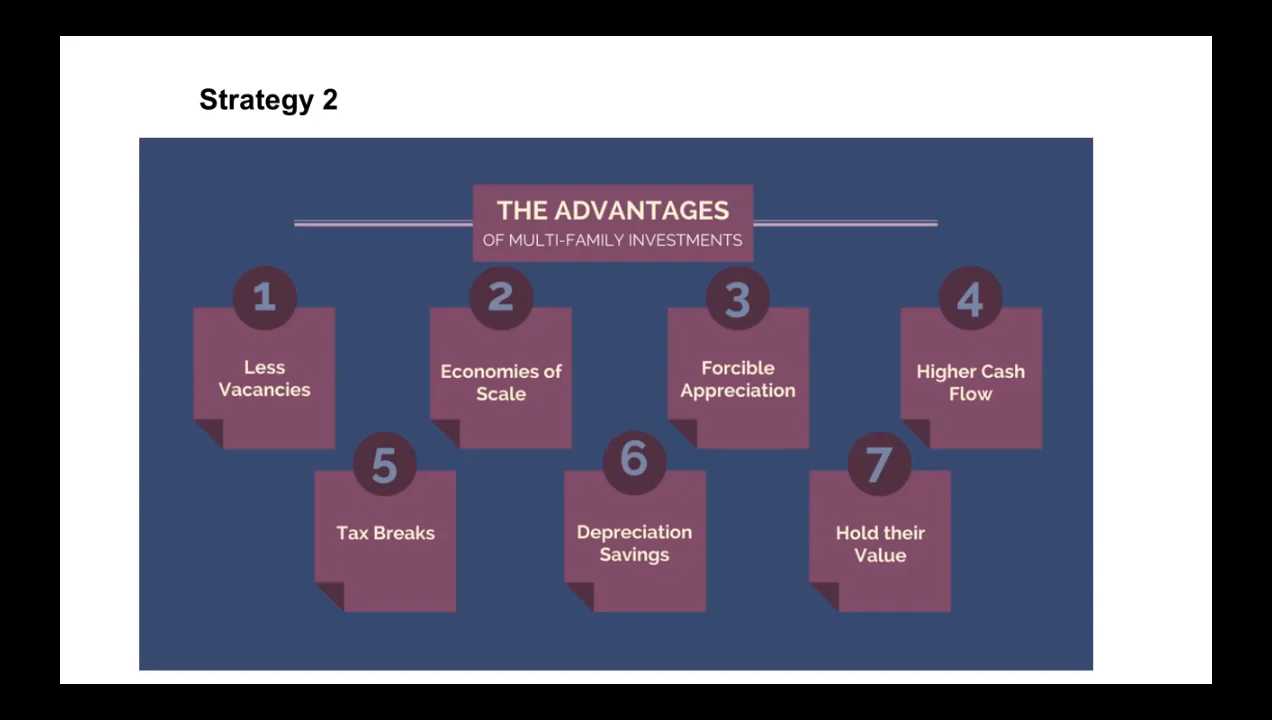 Strategy 2
THE ADVANTAGES
OF MULTI-FAMILY INVESTMENTS
1
Less
Vacancies
2
Economies of
Scale
3
Forcible
Appreciation
4
Higher Cash
Flow
5
Tax Breaks
6
Depreciation
Savings
7
Hold their
Value